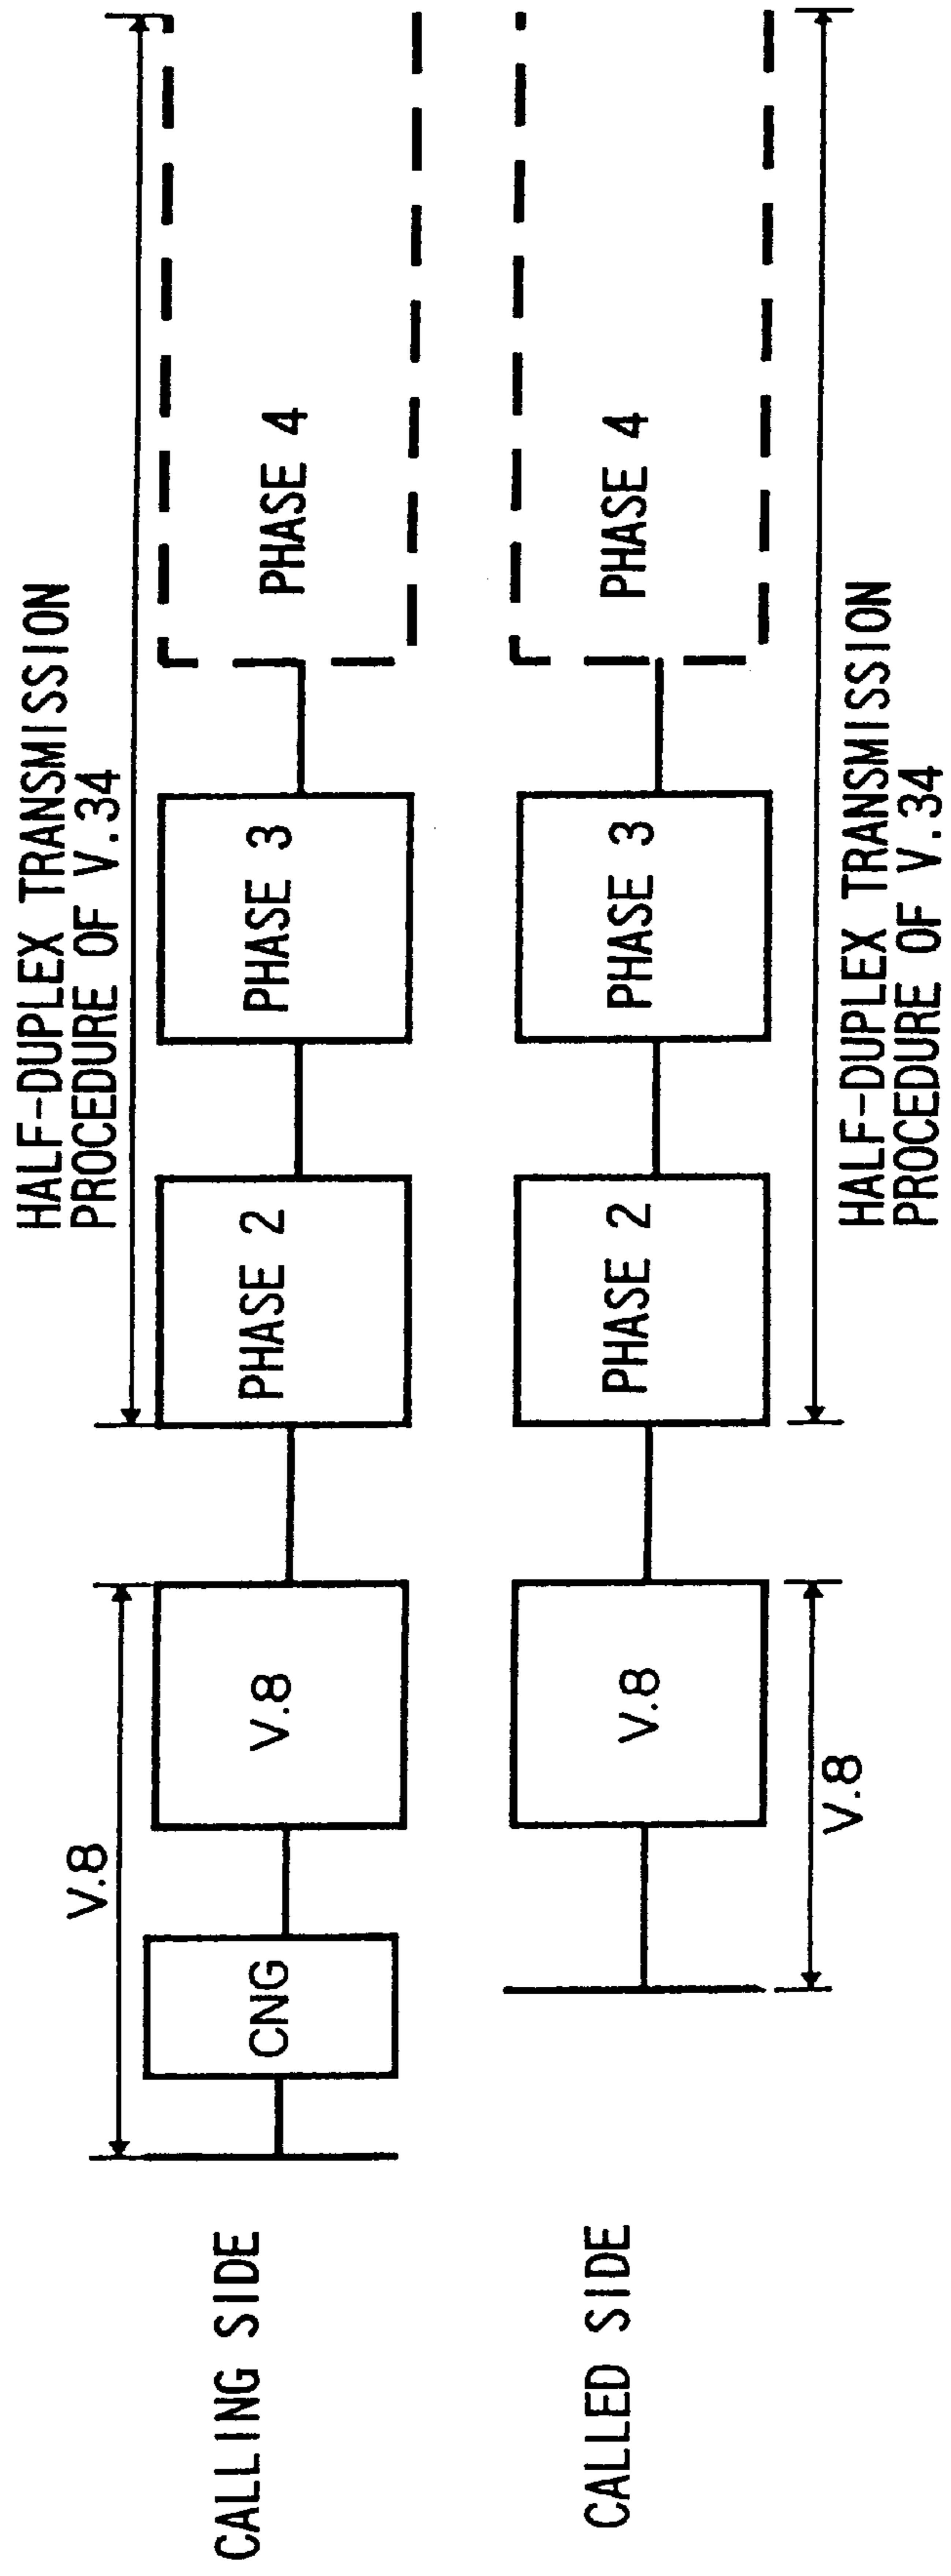 HALF-DUPLEX TRANSMISSION
PROCEDURE OF V.34
V.8
CALLING SIDE
CNG
V.8
PHASE 2
PHASE 3
PHASE 4
CALLED SIDE
V.8
PHASE 2
PHASE 3
PHASE 4
V.8
HALF-DUPLEX TRANSMISSION
PROCEDURE OF V.34